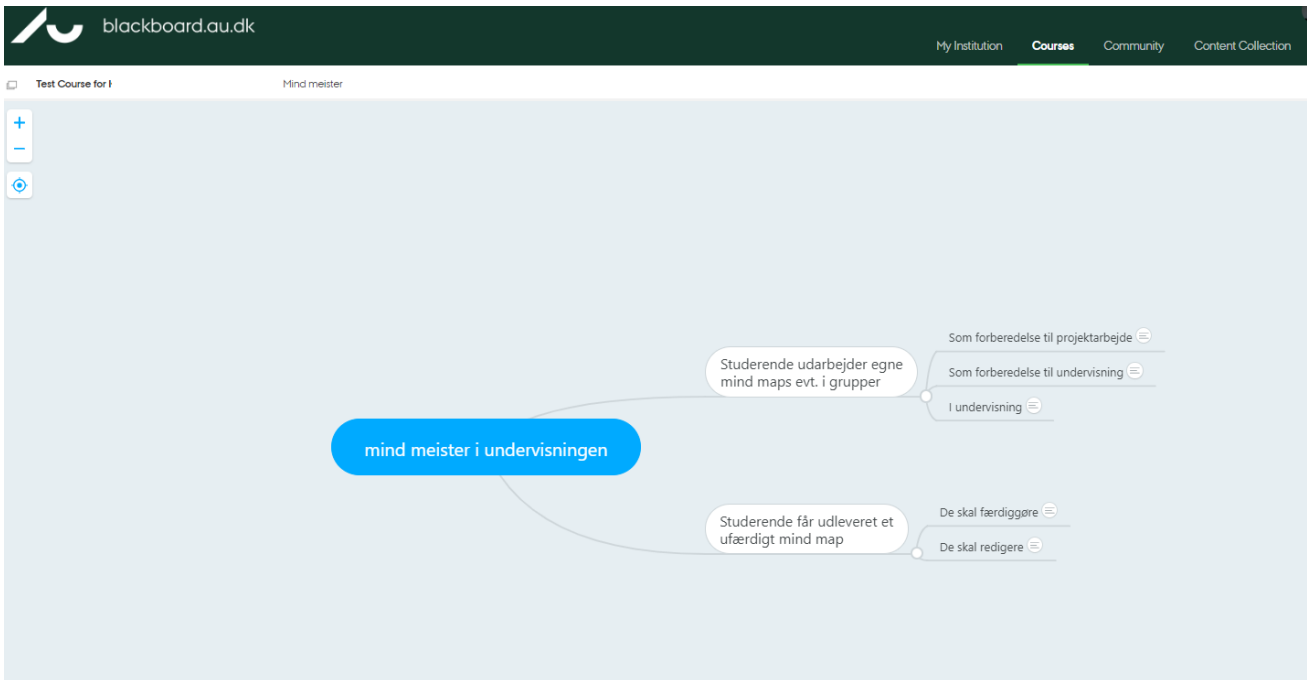 blackboard.au.dk
My Institution Courses Community Content Collection
Test Course for
Mind meister
Som forberedelse til projektarbejde
Studerende udarbejder egne
mind maps evt. i grupper
Som forberedelse til undervisning
I undervisning
mind meister i undervisningen
Studerende får udleveret et
ufærdigt mind map
De skal færdiggøre
De skal redigere